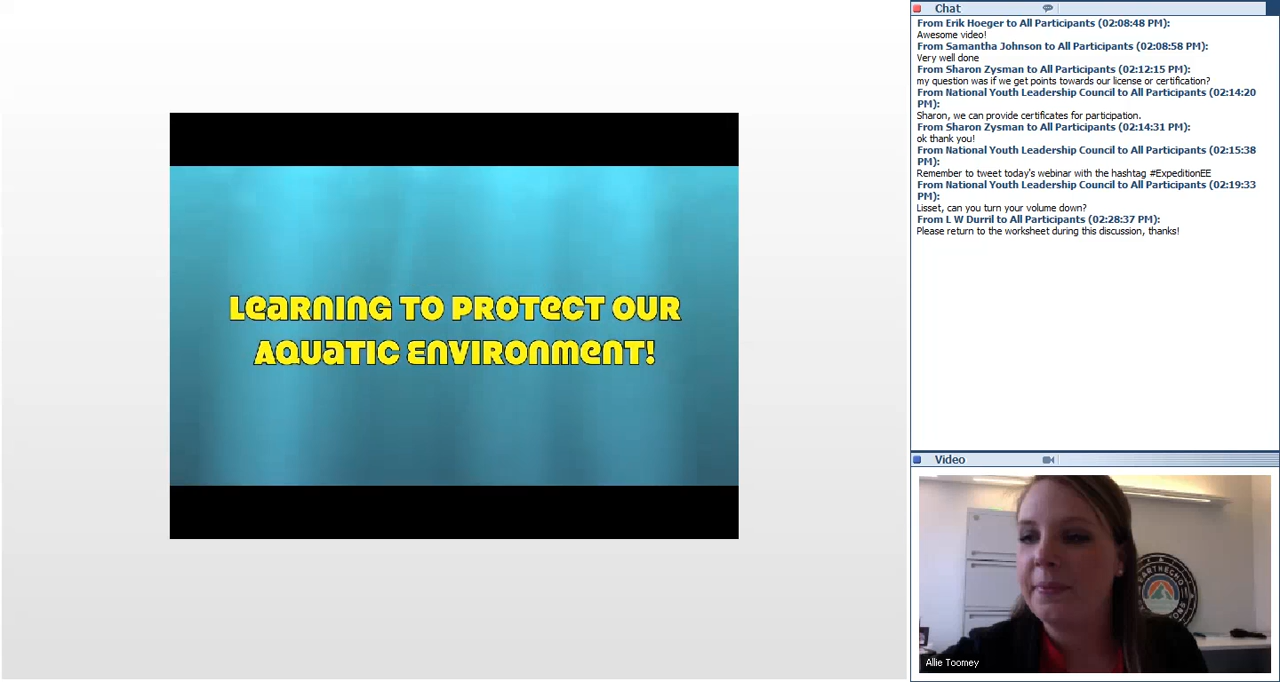 Learning to Protect Our
Aquatic Environment!
Chat
From Erik Hoeger to All Participants (02:08:48 PM):
Awesome video!
From Samantha Johnson to All Participants (02:08:58 PM):
Very well done
From Sharon Zysman to All Participants (02:12:15 PM):
my question was if we get points towards our license or certification?
From National Youth Leadership Council to All Participants (02:14:20
PM):
Sharon, we can provide certificates for participation.
From Sharon Zysman to All Participants (02:14:31 PM):
ok thank you!
From National Youth Leadership Council to All Participants (02:15:38
PM):
Remember to tweet today's webinar with the hashtag #ExpeditionEE
From National Youth Leadership Council to All Participants (02:19:33
PM):
Lisset, can you turn your volume down?
From L W Durril to All Participants (02:28:37 PM):
Please return to the worksheet during this discussion, thanks!
Video
Allie Toomey